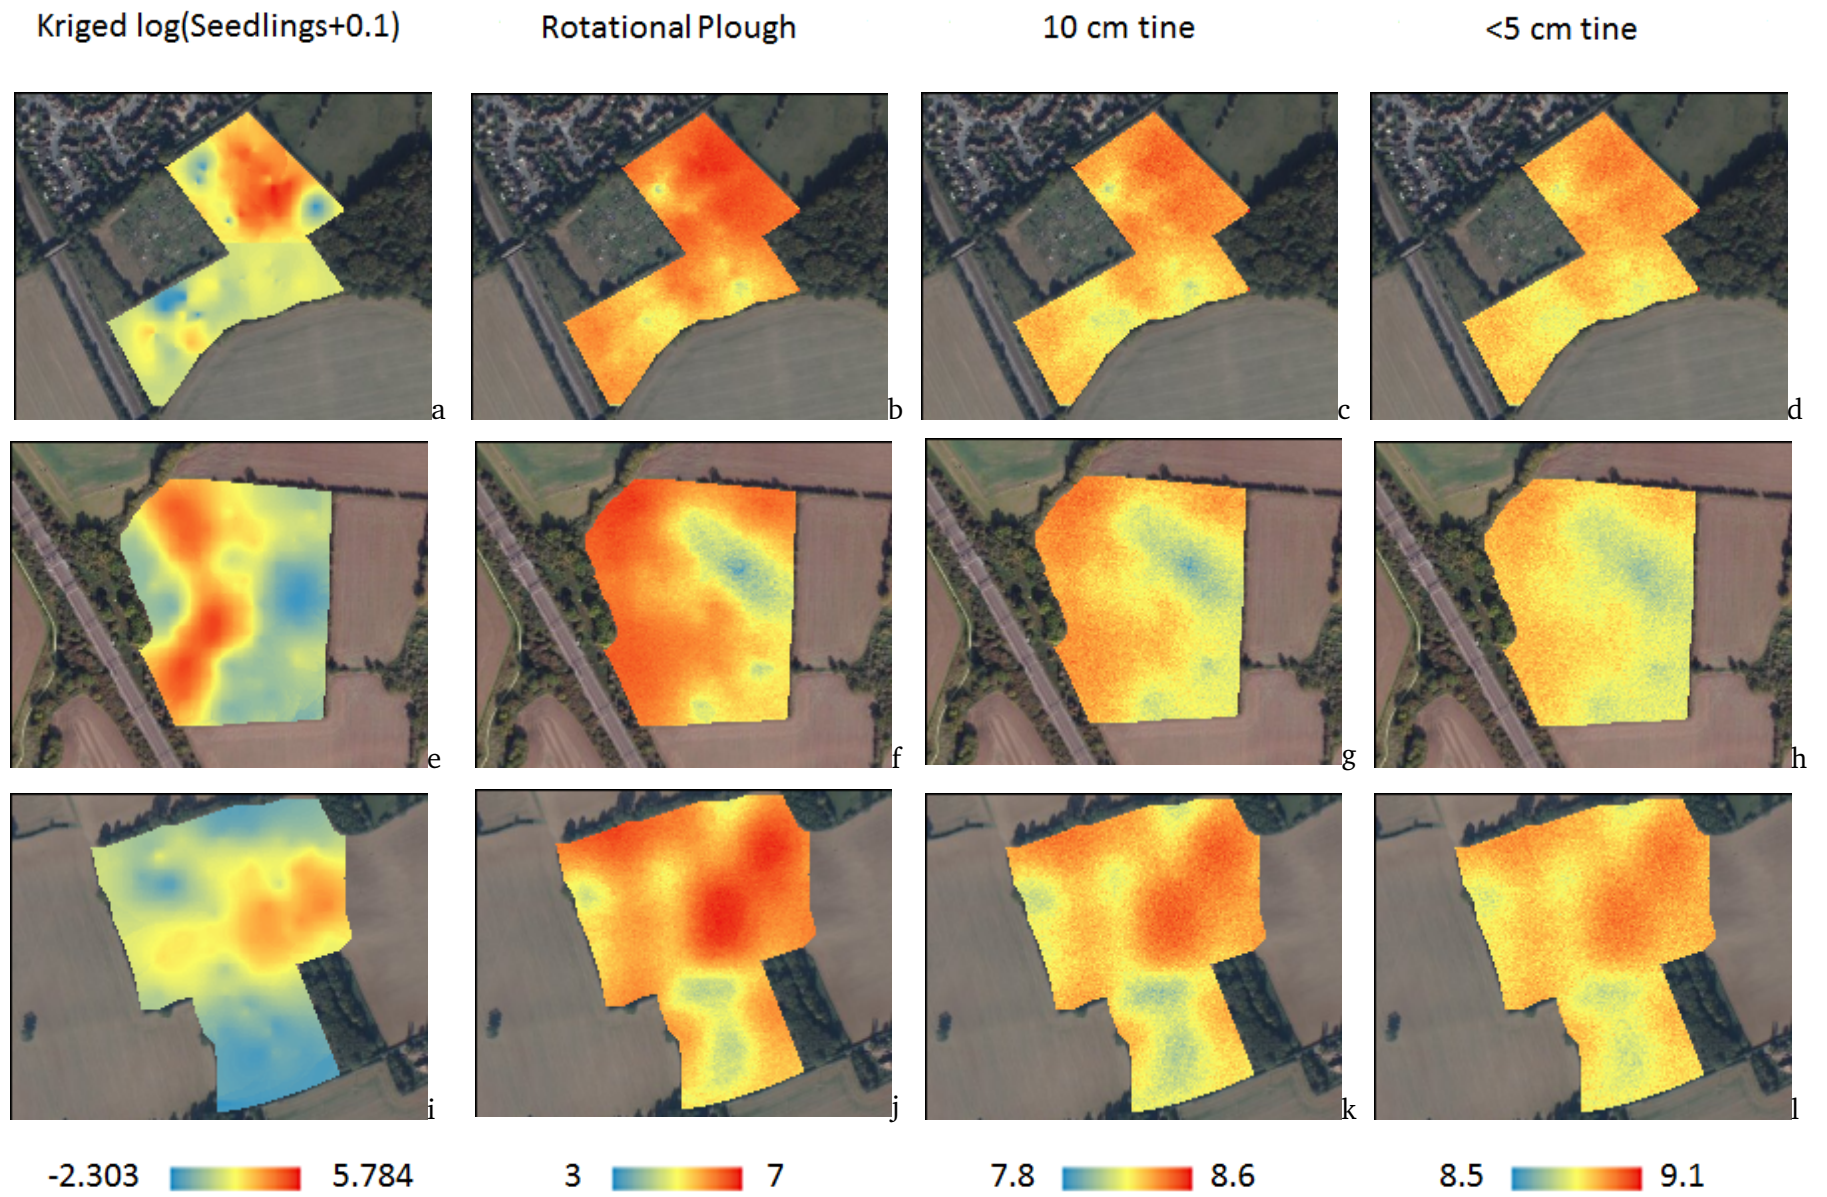 Kriged log(Seedlings+0.1) Rotational Plough 10 cm tine <5 cm tine
a b c d
e f g h
i j k l
-2.303 5.784 3 7 7.8 8.6 8.5 9.1